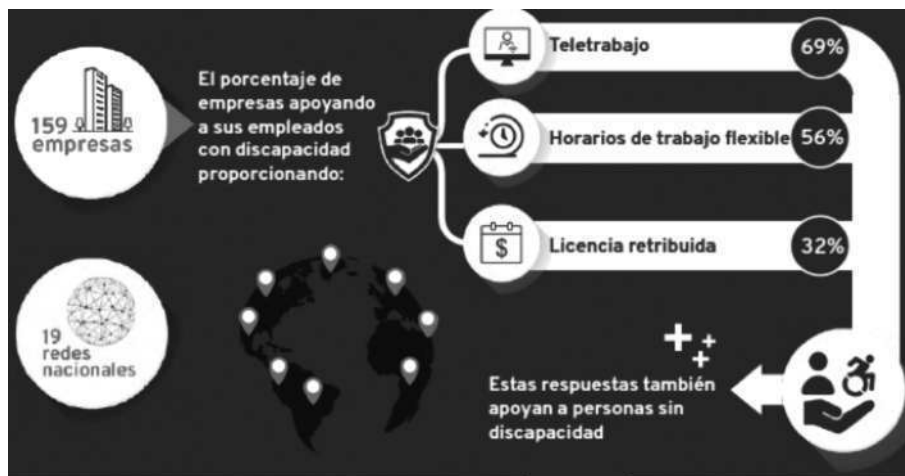 159
empresas
El porcentaje de
empresas apoyando
a sus empleados
con discapacidad
proporcionando:
Teletrabajo 69%
Horarios de trabajo flexible 56%
$
Licencia retribuida 32%
19
redes
nacionales
Estas respuestas también
apoyan a personas sin
discapacidad